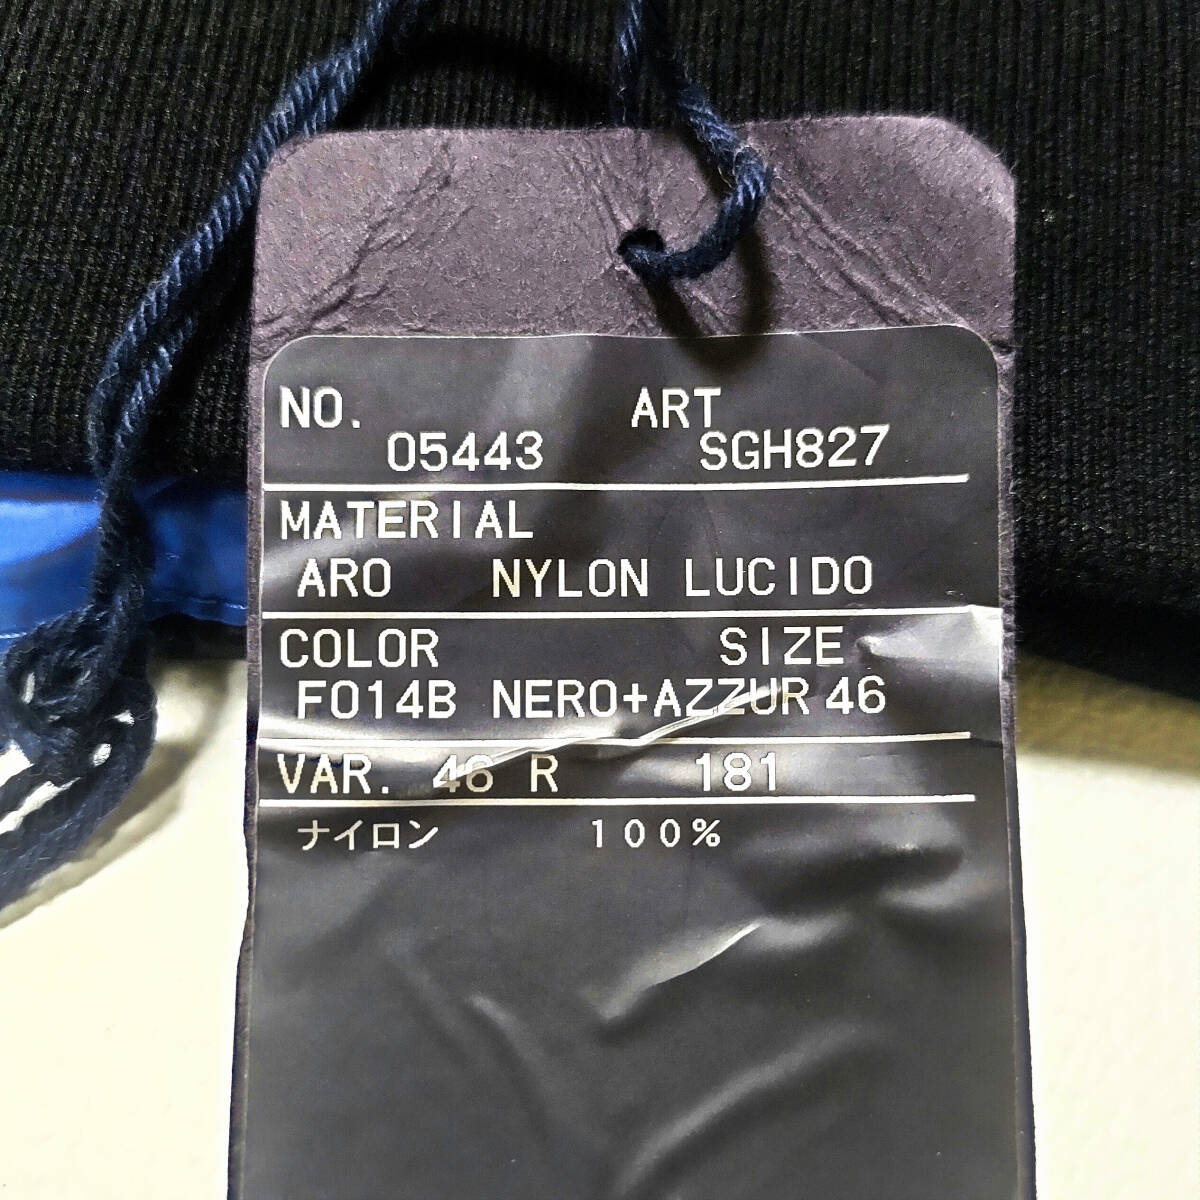 NO. ART
05443 SGH827
MATERIAL
ARO NYLON LUCIDO
COLOR SIZE
F014B NERO+AZZUR 46
VAR. 46 R 181
ナイロン 100%